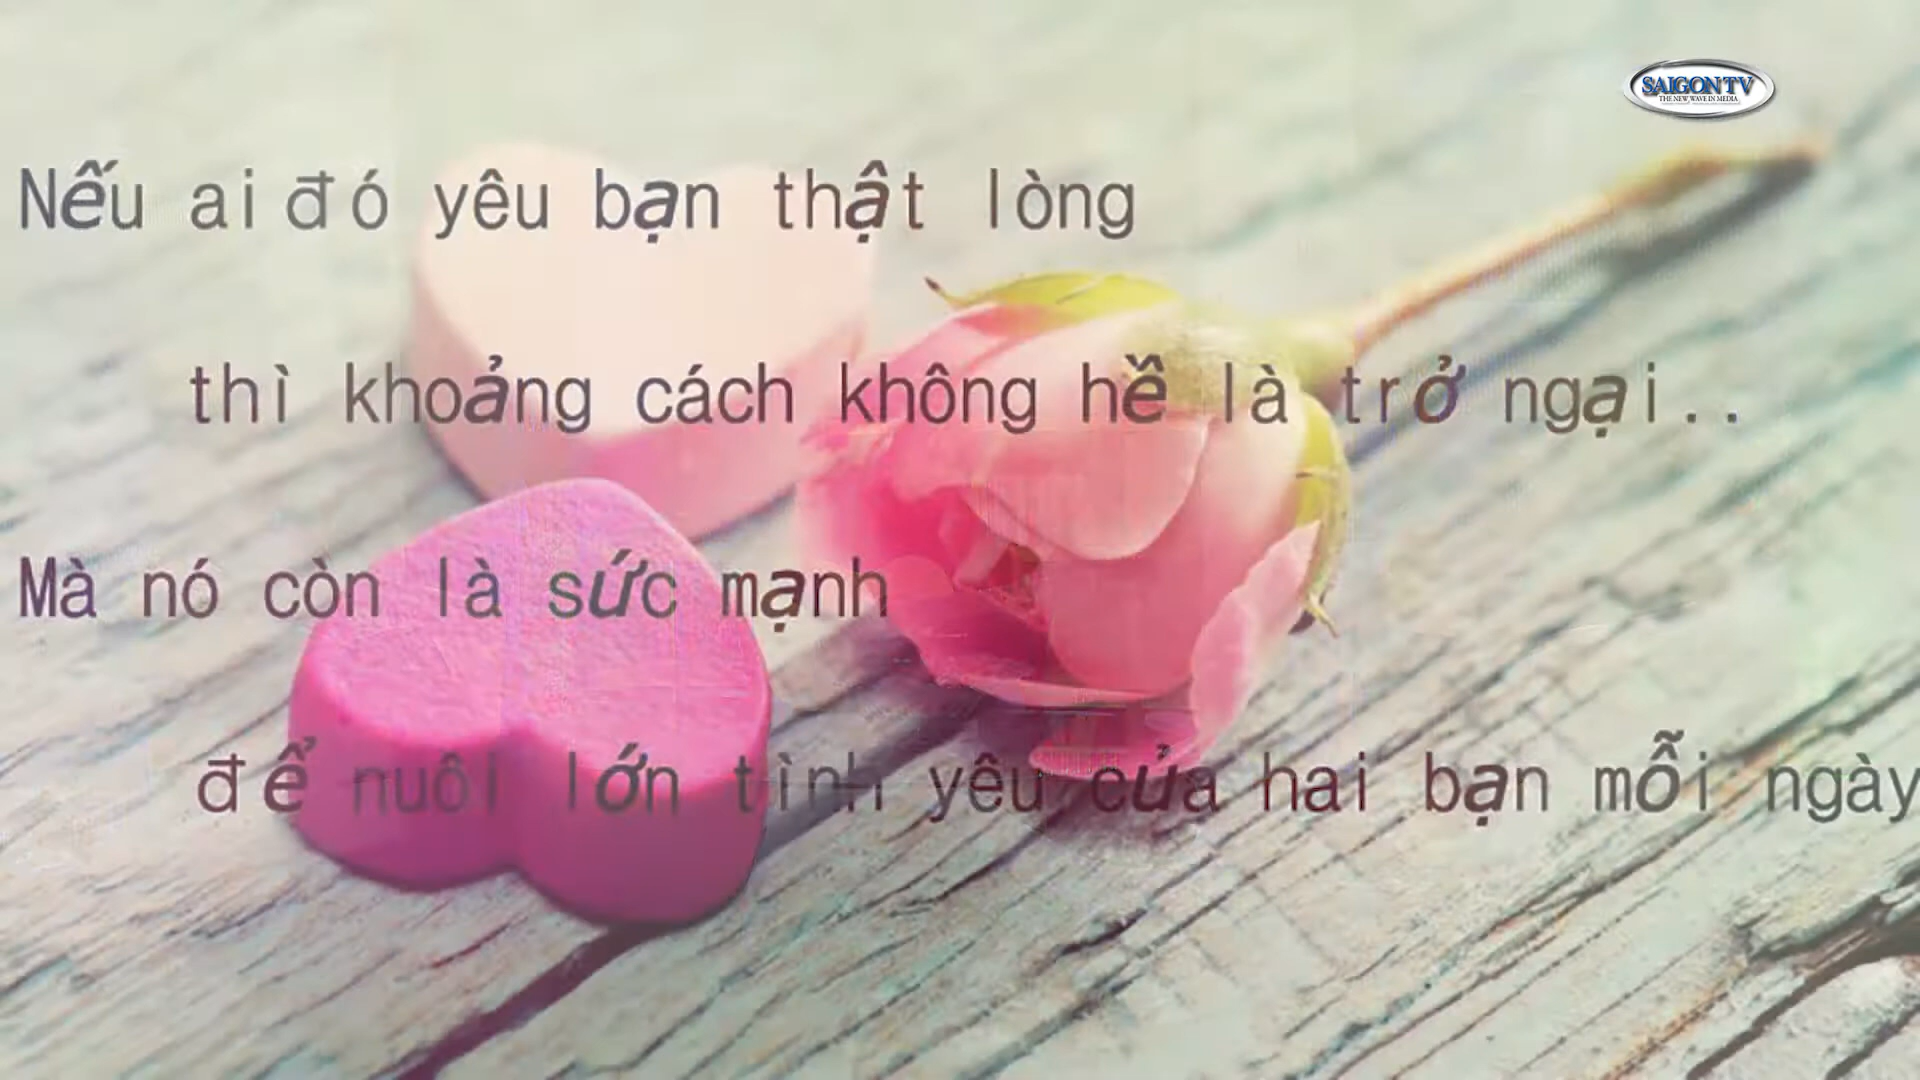 SAIGON TV
THE NEW WAVE IN MEDIA
Nếu ai đó yêu bạn thật lòng
thì khoảng cách không hề là trở ngại..
Mà nó còn là sức mạnh
để nuôi lớn tình yêu của hai bạn mỗi ngày